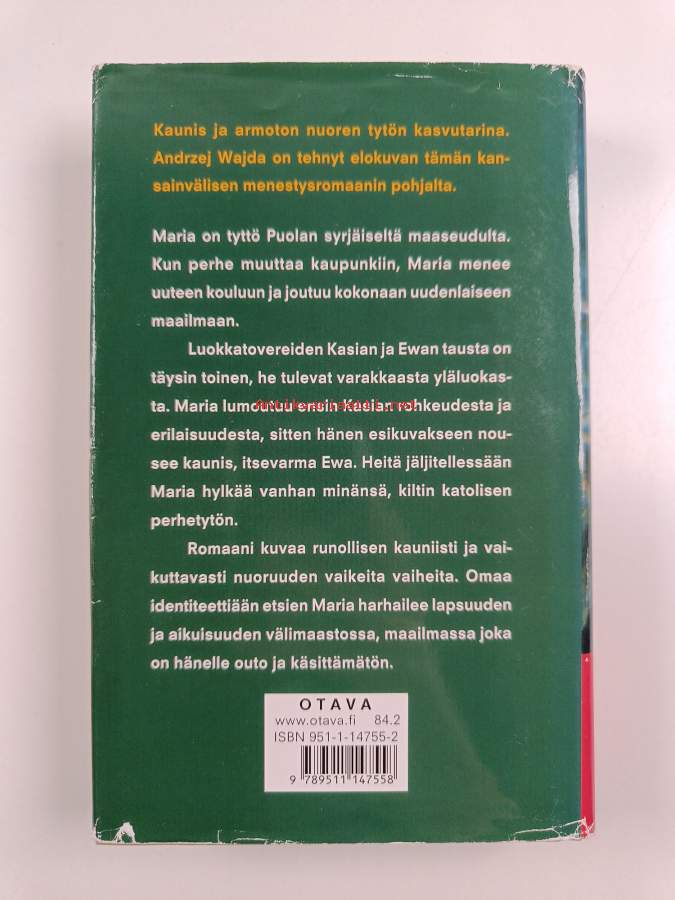 Kaunis ja armoton nuoren tytön kasvutarina.
Andrzej Wajda on tehnyt elokuvan tämän kan-
sainvälisen menestysromaanin pohjalta.
Maria on tyttö Puolan syrjäiseltä maaseudulta.
Kun perhe muuttaa kaupunkiin, Maria menee
uuteen kouluun ja joutuu kokonaan uudenlaiseen
maailmaan.
Luokkatovereiden Kasian ja Ewan tausta on
täysin toinen, he tulevat varakkaasta yläluokas-
ta. Maria lumoutuu ensin Kasian rohkeudesta ja
erilaisuudesta, sitten hänen esikuvakseen nou-
see kaunis, itsevarma Ewa. Heitä jäljitellessään
Maria hylkää vanhan minänsä, kiltin katolisen
perhetytön.
Romaani kuvaa runollisen kauniisti ja vai-
kuttavasti nuoruuden vaikeita vaiheita. Omaa
identiteettiään etsien Maria harhailee lapsuuden
ja aikuisuuden välimaastossa, maailmassa joka
on hänelle outo ja käsittämätön.
OTAVA
www.otava.fi 84.2
ISBN 951-1-14755-2
9 789511 147558